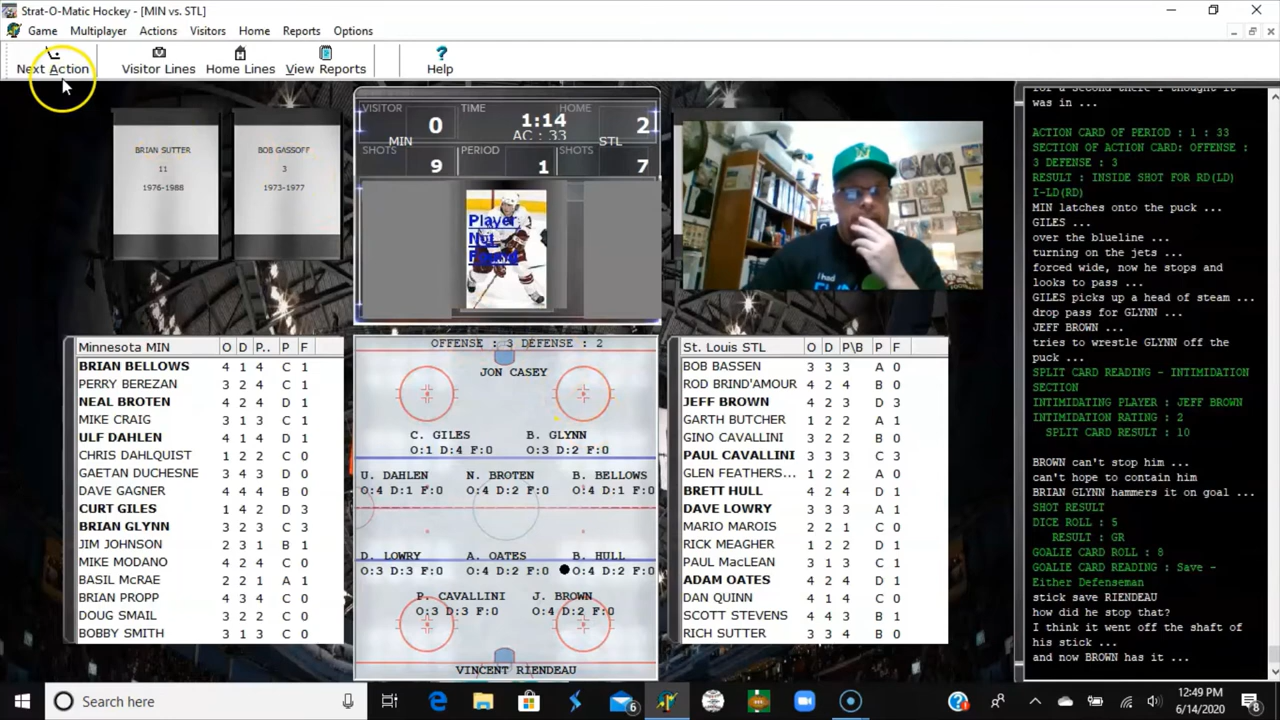 Strat-O-Matic Hockey - [MIN vs. STL]
Game Multiplayer Actions Visitors Home Reports Options
Next Action Visitor Lines Home Lines View Reports Help
BRIAN SUTTER
11
1976-1988
BOB GASSOFF
3
1973-1977
VISITOR TIME HOME
0 1:14 2
AC : 33
MIN STL
SHOTS PERIOD SHOTS
9 1 7
Player
Not
Found
I had
Minnesota MIN O D P.. P F
BRIAN BELLOWS 4 1 4 C 1
PERRY BEREZAN 3 2 4 C 0
NEAL BROTEN 4 2 4 D 1
MIKE CRAIG 3 1 3 C 1
ULF DAHLEN 4 1 4 D 1
CHRIS DAHLQUIST 1 2 2 C 0
GAETAN DUCHESNE 3 4 3 D 0
DAVE GAGNER 4 4 4 B 0
CURT GILES 1 4 2 D 3
BRIAN GLYNN 3 2 3 C 3
JIM JOHNSON 2 3 1 B 1
MIKE MODANO 4 2 4 C 0
BASIL McRAE 2 2 1 A 1
BRIAN PROPP 4 3 4 C 0
DOUG SMAIL 3 2 2 C 0
BOBBY SMITH 3 1 3 C 0
OFFENSE : 3 DEFENSE : 2
JON CASEY
C. GILES B. GLYNN
O:1 D:4 F:0 O:3 D:2 F:0
U. DAHLEN N. BROTEN B. BELLOWS
O:4 D:1 F:0 O:4 D:2 F:0 O:4 D:1 F:0
D. LOWRY A. OATES B. HULL
O:3 D:3 F:0 O:4 D:2 F:0 O:4 D:2 F:0
P. CAVALLINI J. BROWN
O:3 D:3 F:0 O:4 D:2 F:0
VINCENT RIENDEAU
St. Louis STL O D P\B P F
BOB BASSEN 3 3 3 A 0
ROD BRIND'AMOUR 4 2 4 B 0
JEFF BROWN 4 2 3 D 3
GARTH BUTCHER 1 2 2 A 1
GINO CAVALLINI 3 2 2 B 0
PAUL CAVALLINI 3 3 3 C 3
GLEN FEATHERS... 1 2 2 A 0
BRETT HULL 4 2 4 D 1
DAVE LOWRY 3 3 3 A 1
MARIO MAROIS 2 2 1 C 0
RICK MEAGHER 1 2 2 D 1
PAUL MacLEAN 3 1 3 C 0
ADAM OATES 4 2 4 D 1
DAN QUINN 4 1 4 C 0
SCOTT STEVENS 4 4 3 B 1
RICH SUTTER 3 3 4 B 0
for a second there I thought it
was in ...
ACTION CARD OF PERIOD : 1 : 33
SECTION OF ACTION CARD: OFFENSE :
3 DEFENSE : 3
RESULT : INSIDE SHOT FOR RD(LD)
I-LD(RD)
MIN latches onto the puck ...
GILES ...
over the blueline ...
turning on the jets ...
forced wide, now he stops and
looks to pass ...
GILES picks up a head of steam ...
drop pass for GLYNN ...
JEFF BROWN ...
tries to wrestle GLYNN off the
puck ...
SPLIT CARD READING - INTIMIDATION
SECTION
INTIMIDATING PLAYER : JEFF BROWN
INTIMIDATION RATING : 2
SPLIT CARD RESULT : 10
BROWN can't stop him ...
can't hope to contain him
BRIAN GLYNN hammers it on goal ...
SHOT RESULT
DICE ROLL : 5
RESULT : GR
GOALIE CARD ROLL : 8
GOALIE CARD READING : Save -
Either Defenseman
stick save RIENDEAU
how did he stop that?
I think it went off the shaft of
his stick ...
and now BROWN has it ...
Search here
6
12:49 PM
6/14/2020
8